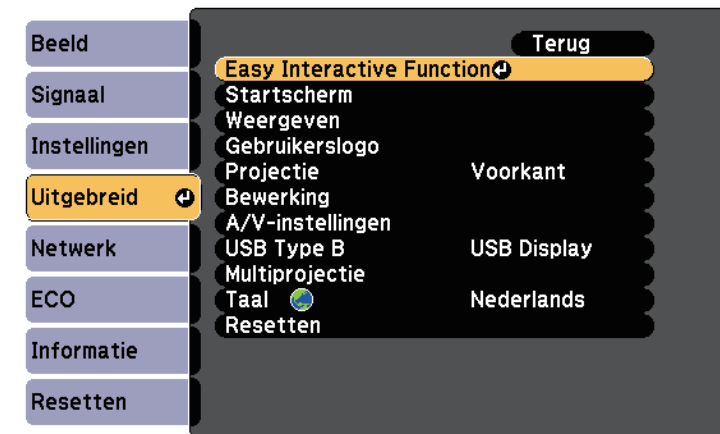 Beeld
Signaal
Instellingen
Uitgebreid
Netwerk
ECO
Informatie
Resetten
Terug
Easy Interactive Function
Startscherm
Weergeven
Gebruikerslogo
Projectie Voorkant
Bewerking
A/V-instellingen
USB Type B USB Display
Multiprojectie
Taal Nederlands
Resetten